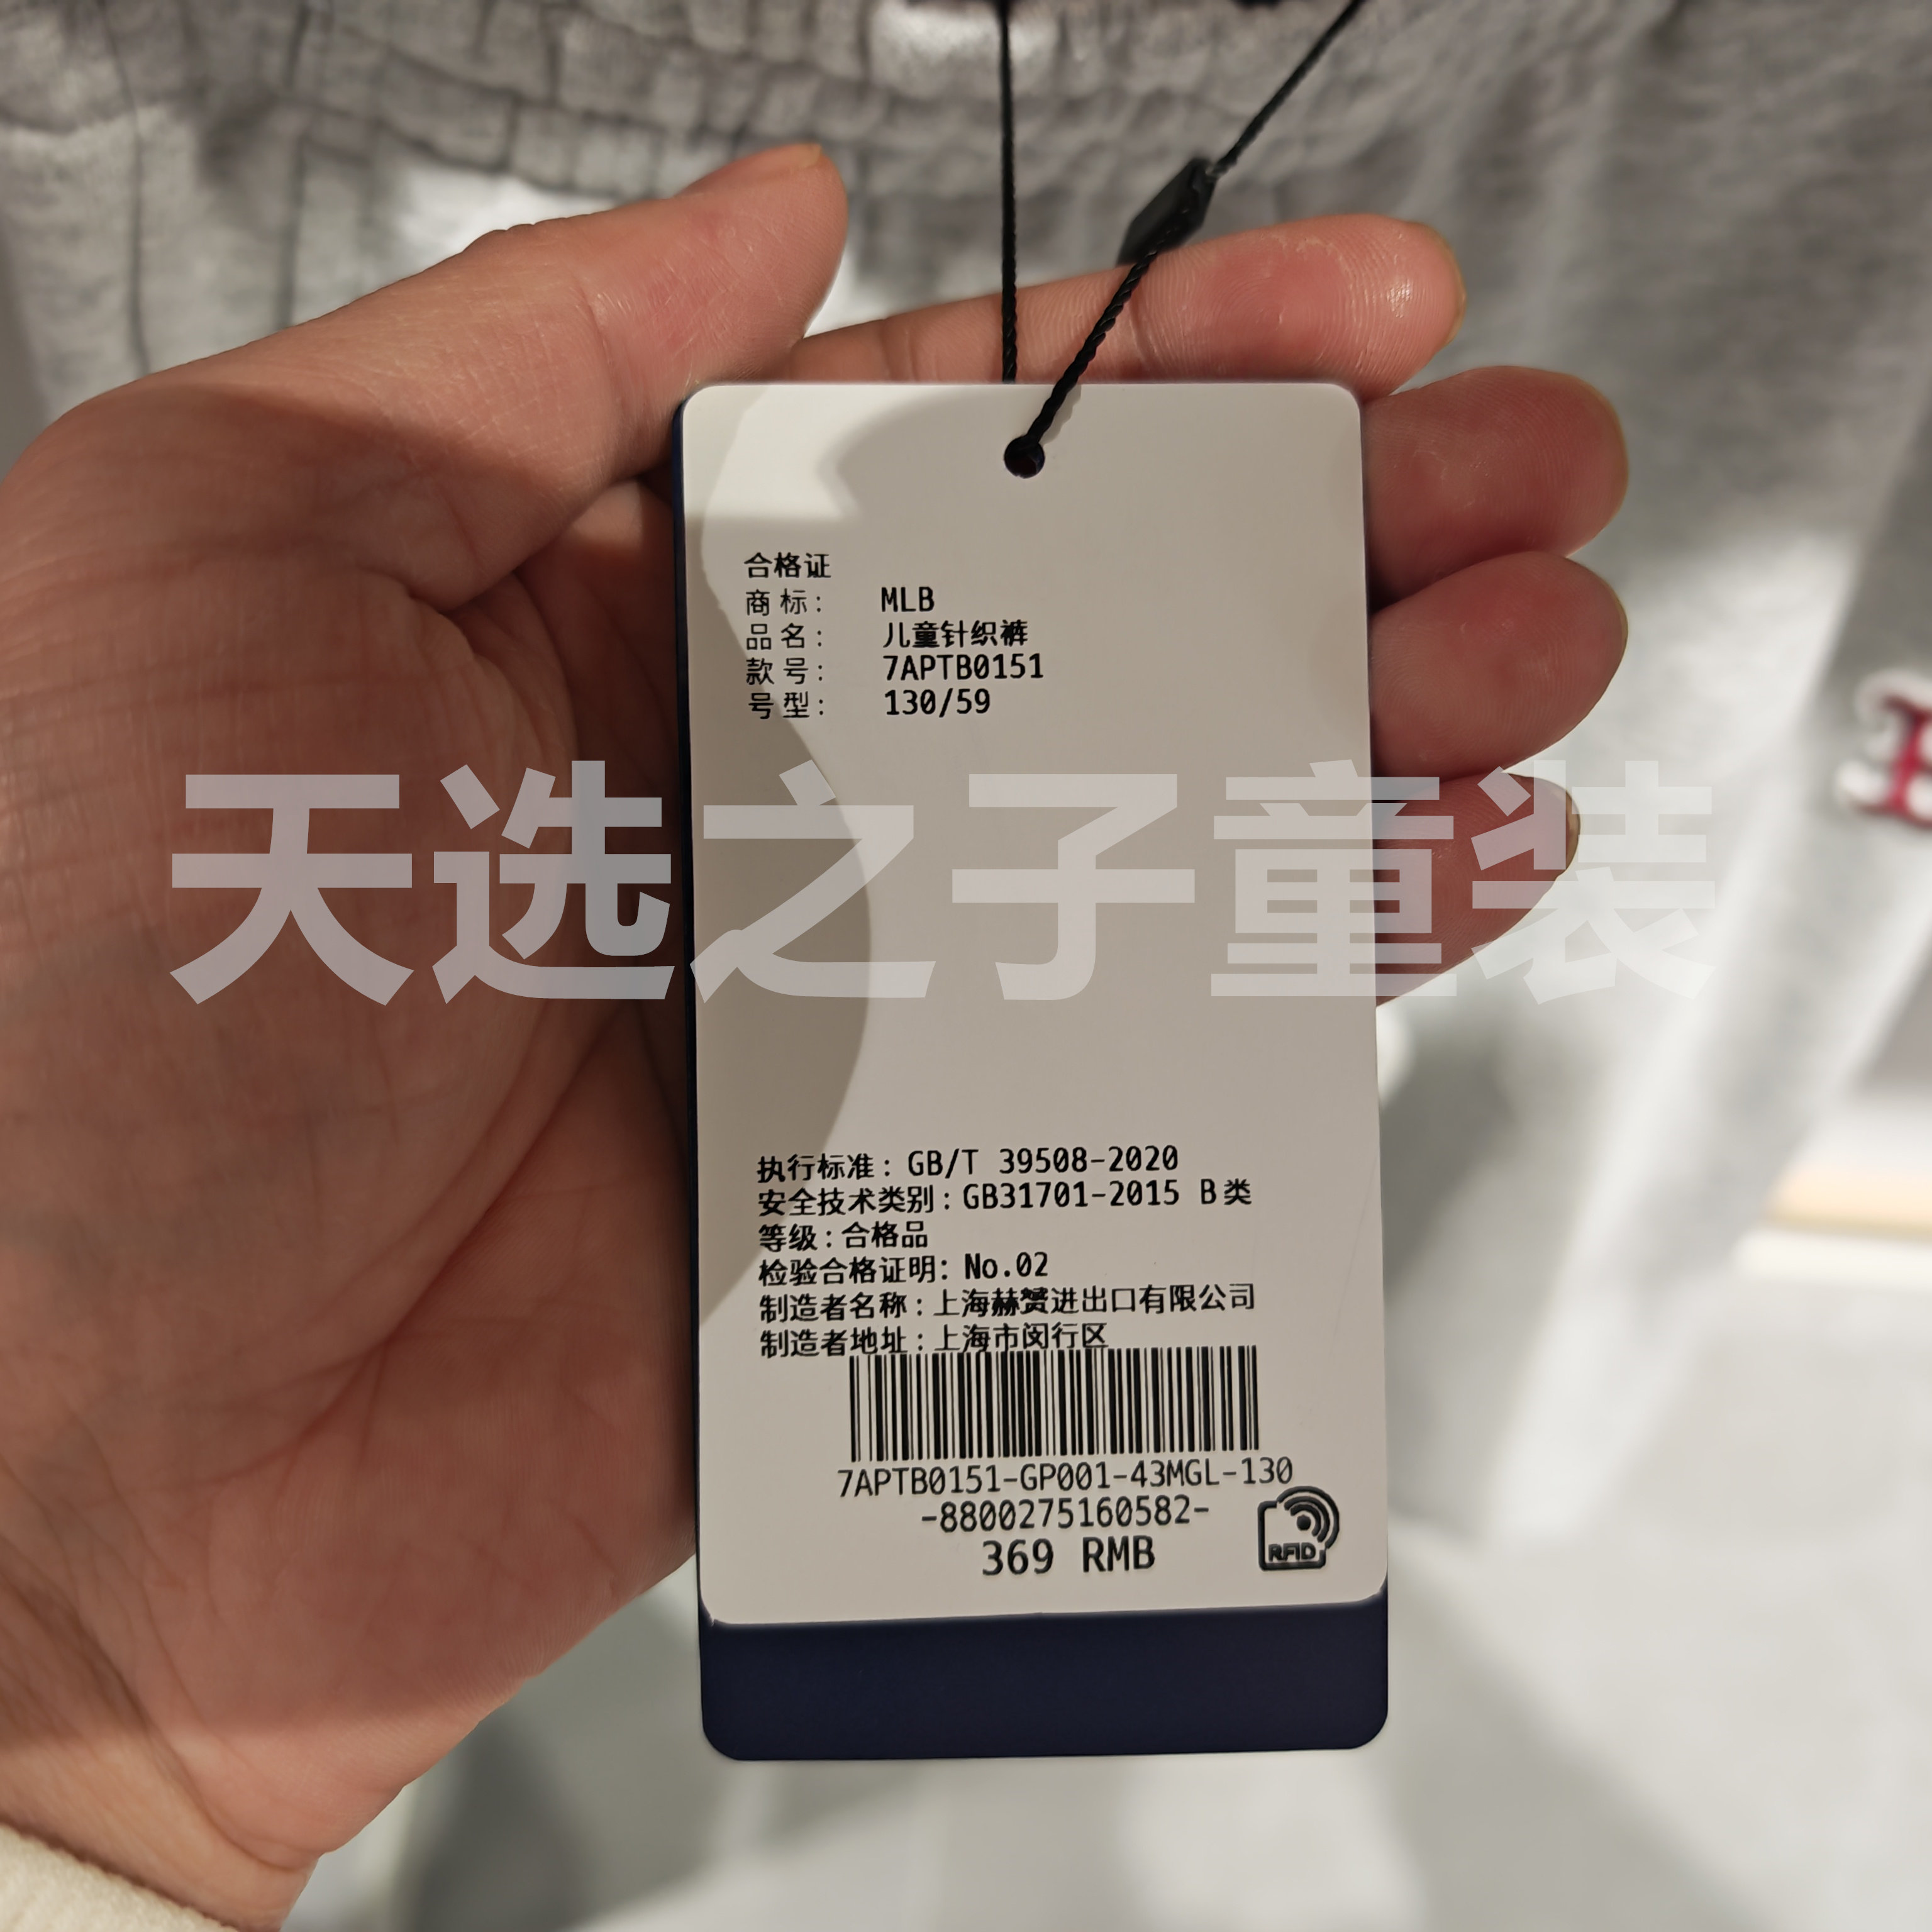 合格证
商标: MLB
品名: 儿童针织裤
款号: 7APTB0151
号型: 130/59
天选之子童装
执行标准: GB/T 39508-2020
安全技术类别: GB31701-2015 B类
等级: 合格品
检验合格证明: No.02
制造者名称: 上海赫赟进出口有限公司
制造者地址: 上海市闵行区
7APTB0151-GP001-43MGL-130
-8800275160582-
369 RMB
RFID